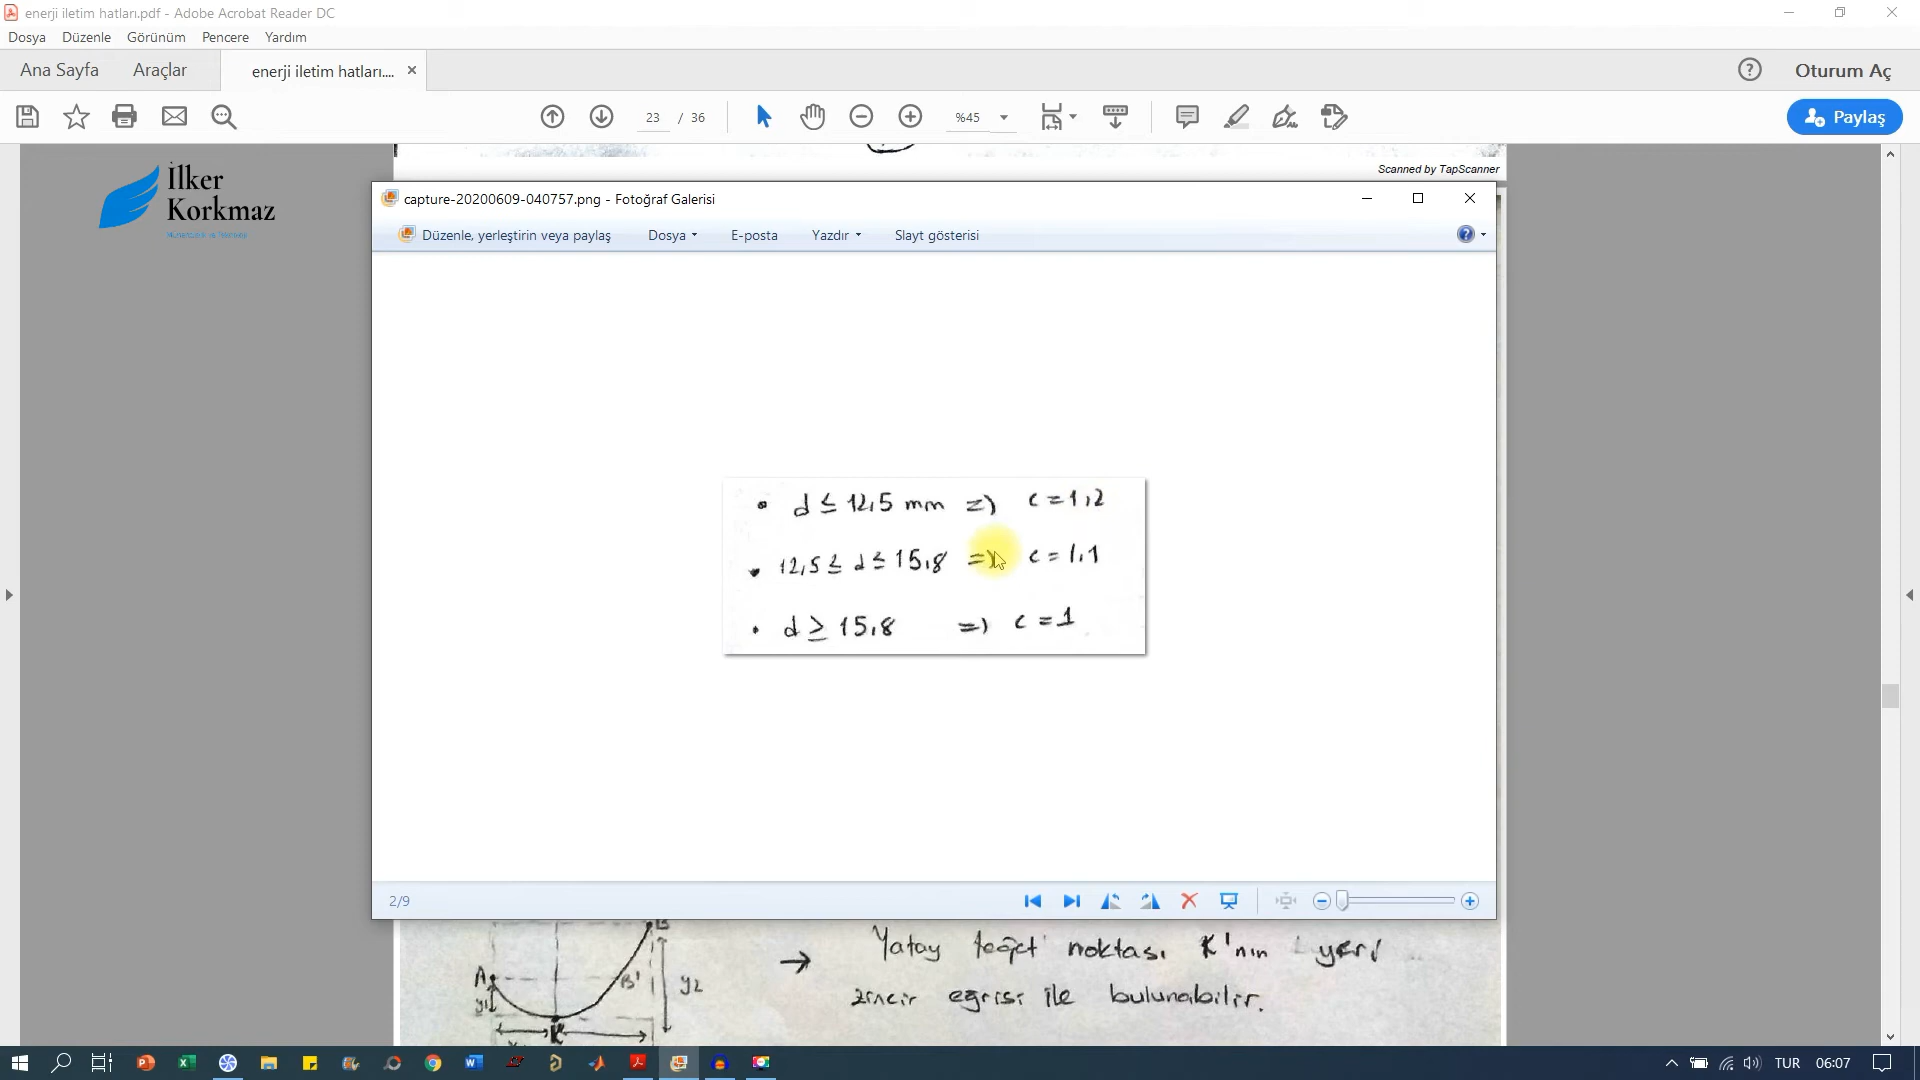 enerji iletim hatları.pdf - Adobe Acrobat Reader DC
Dosya Düzenle Görünüm Pencere Yardım
Ana Sayfa Araçlar enerji iletim hatları.... × Oturum Aç
23 / 36 %45 Paylaş
Scanned by TapScanner
İlker
Korkmaz
capture-20200609-040757.png - Fotoğraf Galerisi
Düzenle, yerleştirin veya paylaş Dosya E-posta Yazdır Slayt gösterisi
• d ≤ 12,5 mm => c = 1,2
• 12,5 ≤ d ≤ 15,8 => c = 1,1
• d ≥ 15,8 => c = 1
2/9
A B' y1 y2 K
→ Yatay teğet noktası K'nın yeri
zincir eğrisi ile bulunabilir.
TUR 06:07